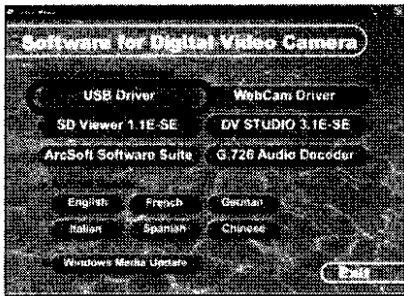 Software for Digital Video Camera
USB Driver WebCam Driver
SD Viewer 1.1E-SE DV STUDIO 3.1E-SE
ArcSoft Software Suite G.726 Audio Decoder
English French German
Italian Spanish Chinese
Windows Media Update
Exit